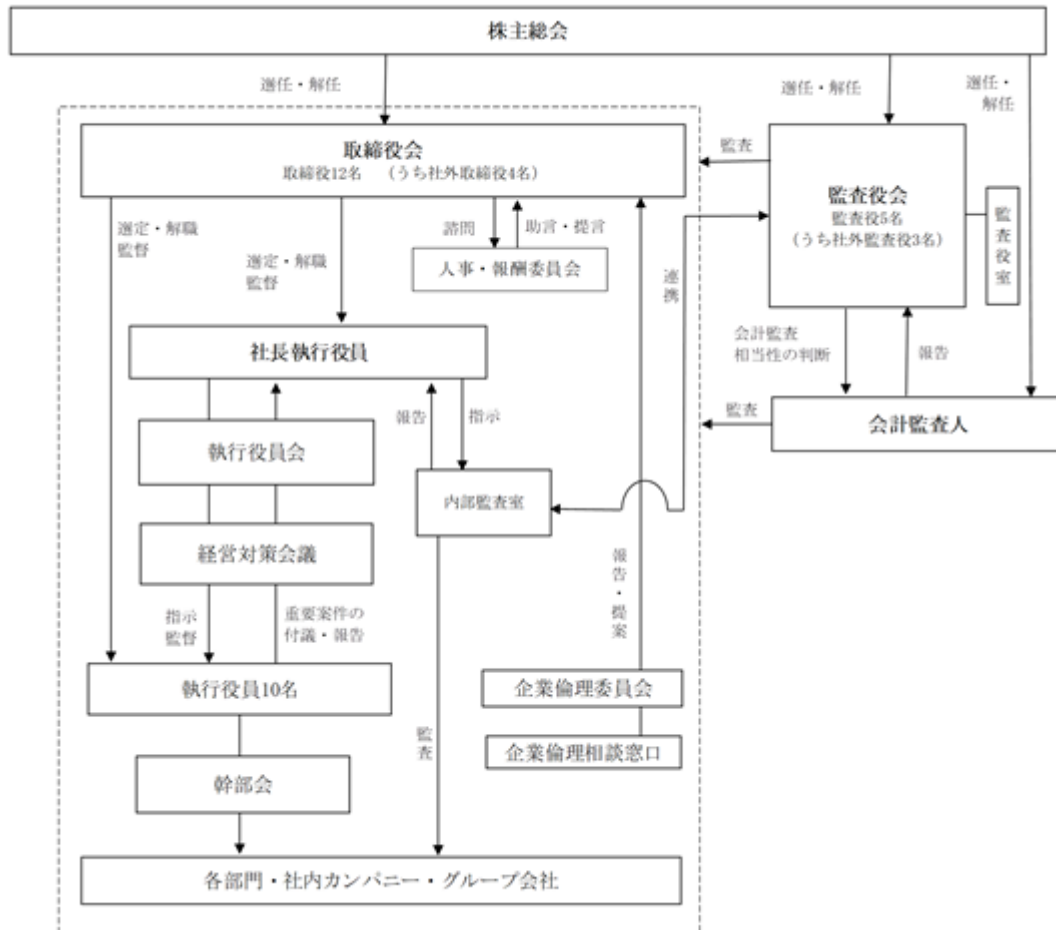 株主総会
選任・解任
選任・解任
選任・
解任
取締役会
取締役12名 (うち社外取締役4名)
監査
監査役会
監査役5名
(うち社外監査役3名)
監査役室
選定・解職
監督
選定・解職
監督
諮問
助言・提言
人事・報酬委員会
連携
社長執行役員
会計監査
相当性の判断
報告
報告
指示
監査
会計監査人
執行役員会
内部監査室
経営対策会議
報告・提案
指示
監督
重要案件の
付議・報告
執行役員10名
企業倫理委員会
監査
企業倫理相談窓口
幹部会
各部門・社内カンパニー・グループ会社